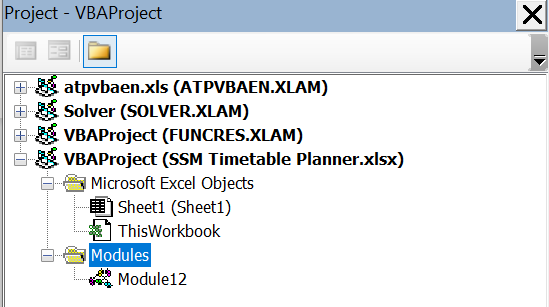 Project - VBAProject
atpvbaen.xls (ATPVBAEN.XLAM)
Solver (SOLVER.XLAM)
VBAProject (FUNCRES.XLAM)
VBAProject (SSM Timetable Planner.xlsx)
Microsoft Excel Objects
Sheet1 (Sheet1)
ThisWorkbook
Modules
Module12